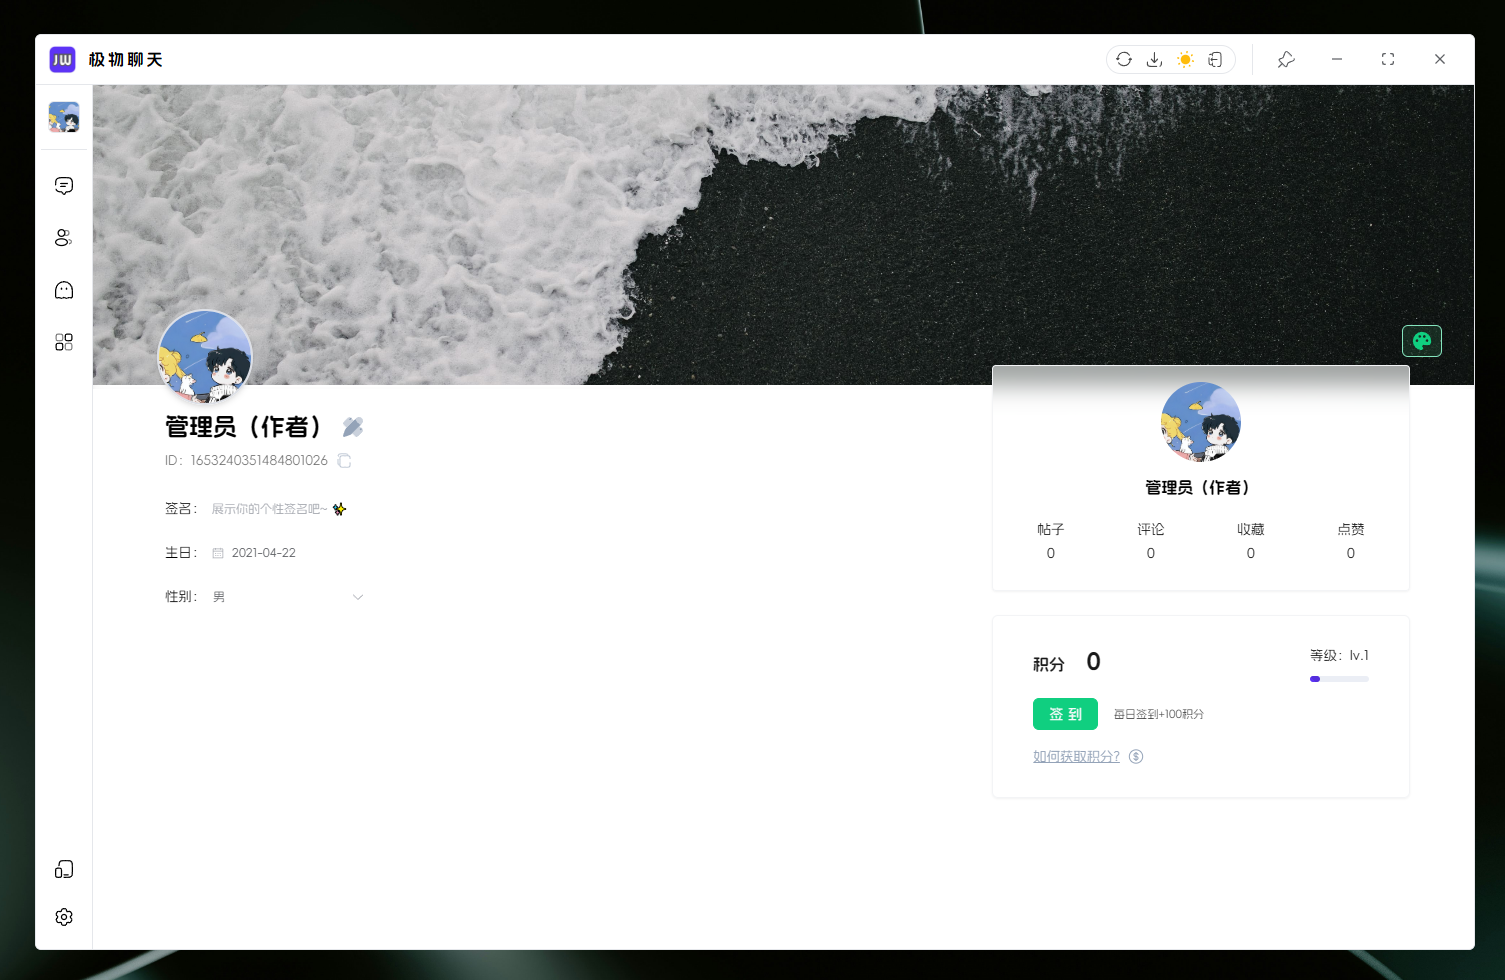 JW 极物聊天
管理员（作者）
ID： 1653240351484801026
签名： 展示你的个性签名吧~
生日： 2021-04-22
性别： 男
管理员（作者）
帖子 评论 收藏 点赞
0 0 0 0
积分 0
等级：lv.1
签到 每日签到+100积分
如何获取积分?